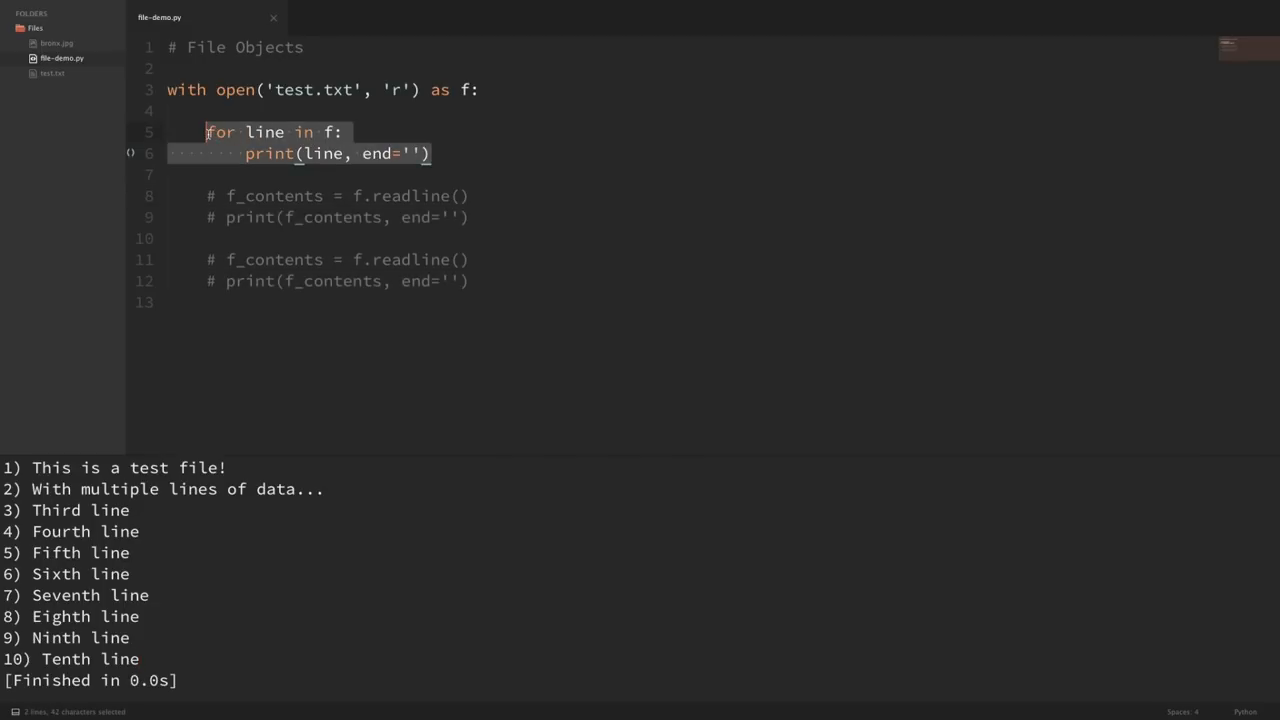 FOLDERS
Files
bronx.jpg
file-demo.py
test.txt
file-demo.py
1 # File Objects
2
3 with open('test.txt', 'r') as f:
4
5 for line in f:
6 print(line, end='')
7
8 # f_contents = f.readline()
9 # print(f_contents, end='')
10
11 # f_contents = f.readline()
12 # print(f_contents, end='')
13
1) This is a test file!
2) With multiple lines of data...
3) Third line
4) Fourth line
5) Fifth line
6) Sixth line
7) Seventh line
8) Eighth line
9) Ninth line
10) Tenth line
[Finished in 0.0s]
2 lines, 42 characters selected
Spaces: 4
Python